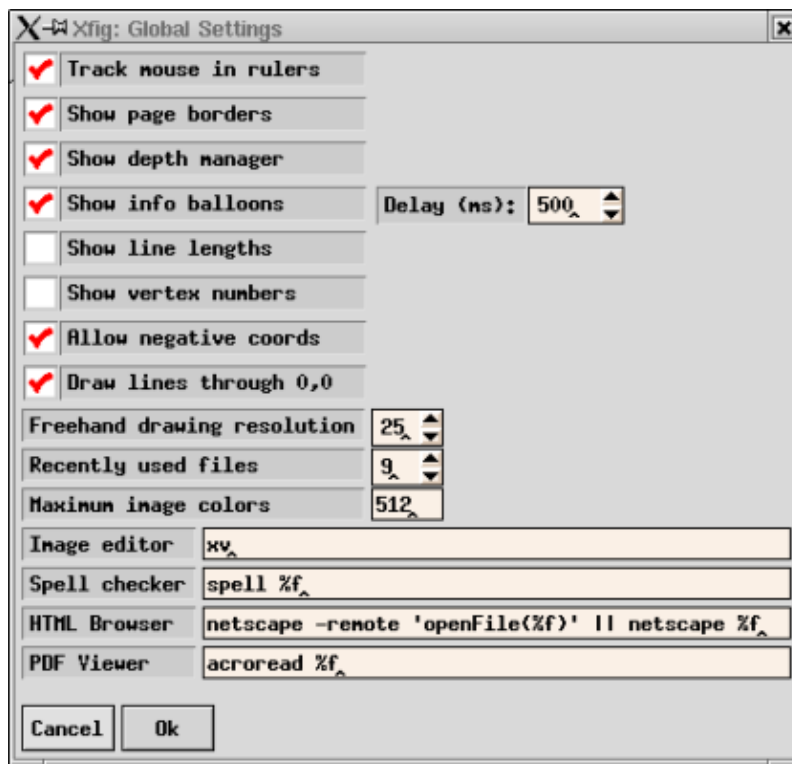 Xfig: Global Settings
Track mouse in rulers
Show page borders
Show depth manager
Show info balloons Delay (ms): 500
Show line lengths
Show vertex numbers
Allow negative coords
Draw lines through 0,0
Freehand drawing resolution 25
Recently used files 9
Maximum image colors 512
Image editor xv
Spell checker spell %f
HTML Browser netscape -remote 'openFile(%f)' || netscape %f
PDF Viewer acroread %f
Cancel Ok